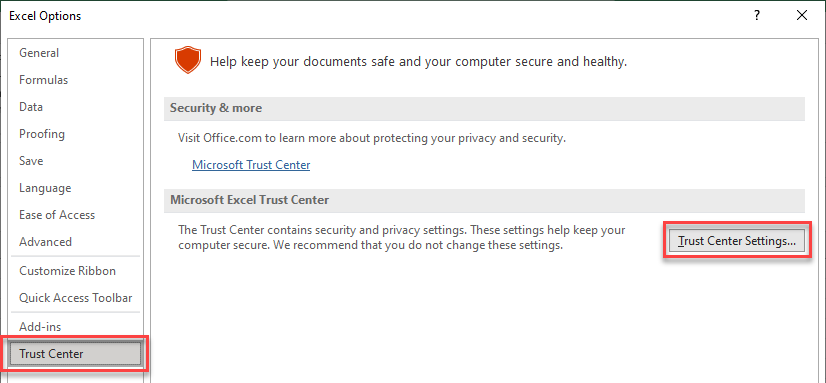 Excel Options
?
General
Formulas
Data
Proofing
Save
Language
Ease of Access
Advanced
Customize Ribbon
Quick Access Toolbar
Add-ins
Trust Center
Help keep your documents safe and your computer secure and healthy.
Security & more
Visit Office.com to learn more about protecting your privacy and security.
Microsoft Trust Center
Microsoft Excel Trust Center
The Trust Center contains security and privacy settings. These settings help keep your
computer secure. We recommend that you do not change these settings.
Trust Center Settings...